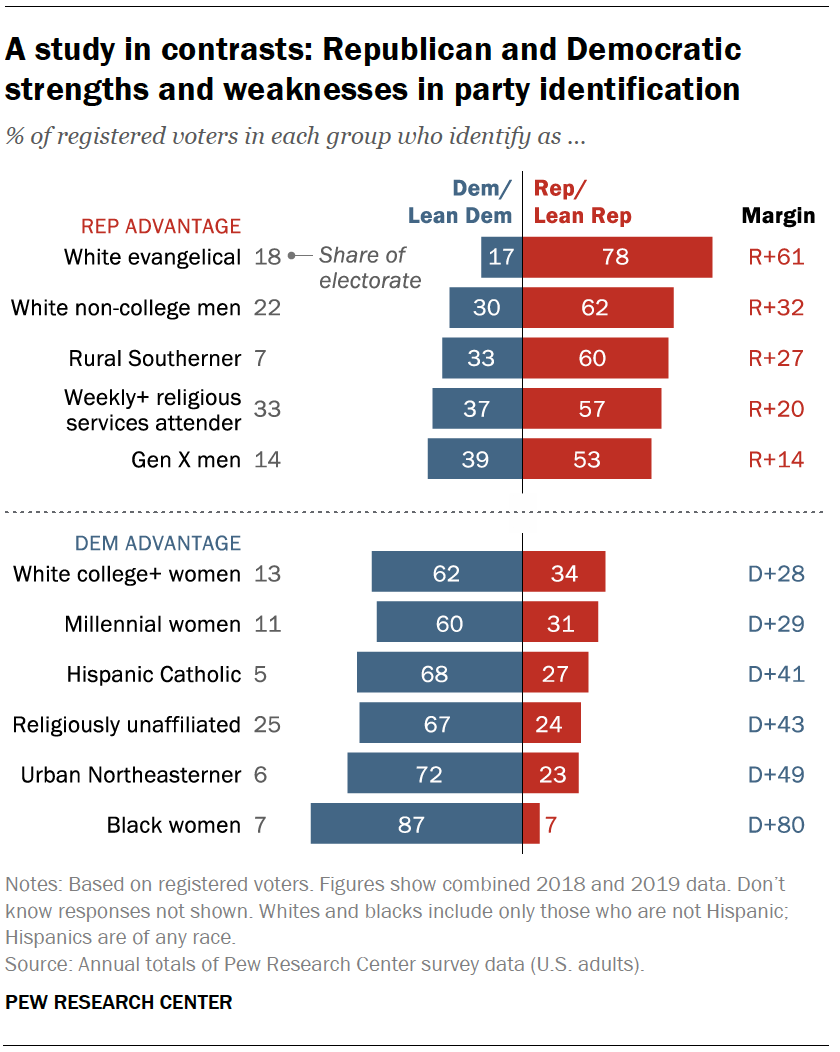 A study in contrasts: Republican and Democratic
strengths and weaknesses in party identification
% of registered voters in each group who identify as ...
Dem/
Lean Dem
Rep/
Lean Rep
Margin
REP ADVANTAGE
White evangelical 18 Share of electorate 17 78 R+61
White non-college men 22 30 62 R+32
Rural Southerner 7 33 60 R+27
Weekly+ religious
services attender 33 37 57 R+20
Gen X men 14 39 53 R+14
DEM ADVANTAGE
White college+ women 13 62 34 D+28
Millennial women 11 60 31 D+29
Hispanic Catholic 5 68 27 D+41
Religiously unaffiliated 25 67 24 D+43
Urban Northeasterner 6 72 23 D+49
Black women 7 87 7 D+80
Notes: Based on registered voters. Figures show combined 2018 and 2019 data. Don't
know responses not shown. Whites and blacks include only those who are not Hispanic;
Hispanics are of any race.
Source: Annual totals of Pew Research Center survey data (U.S. adults).
PEW RESEARCH CENTER